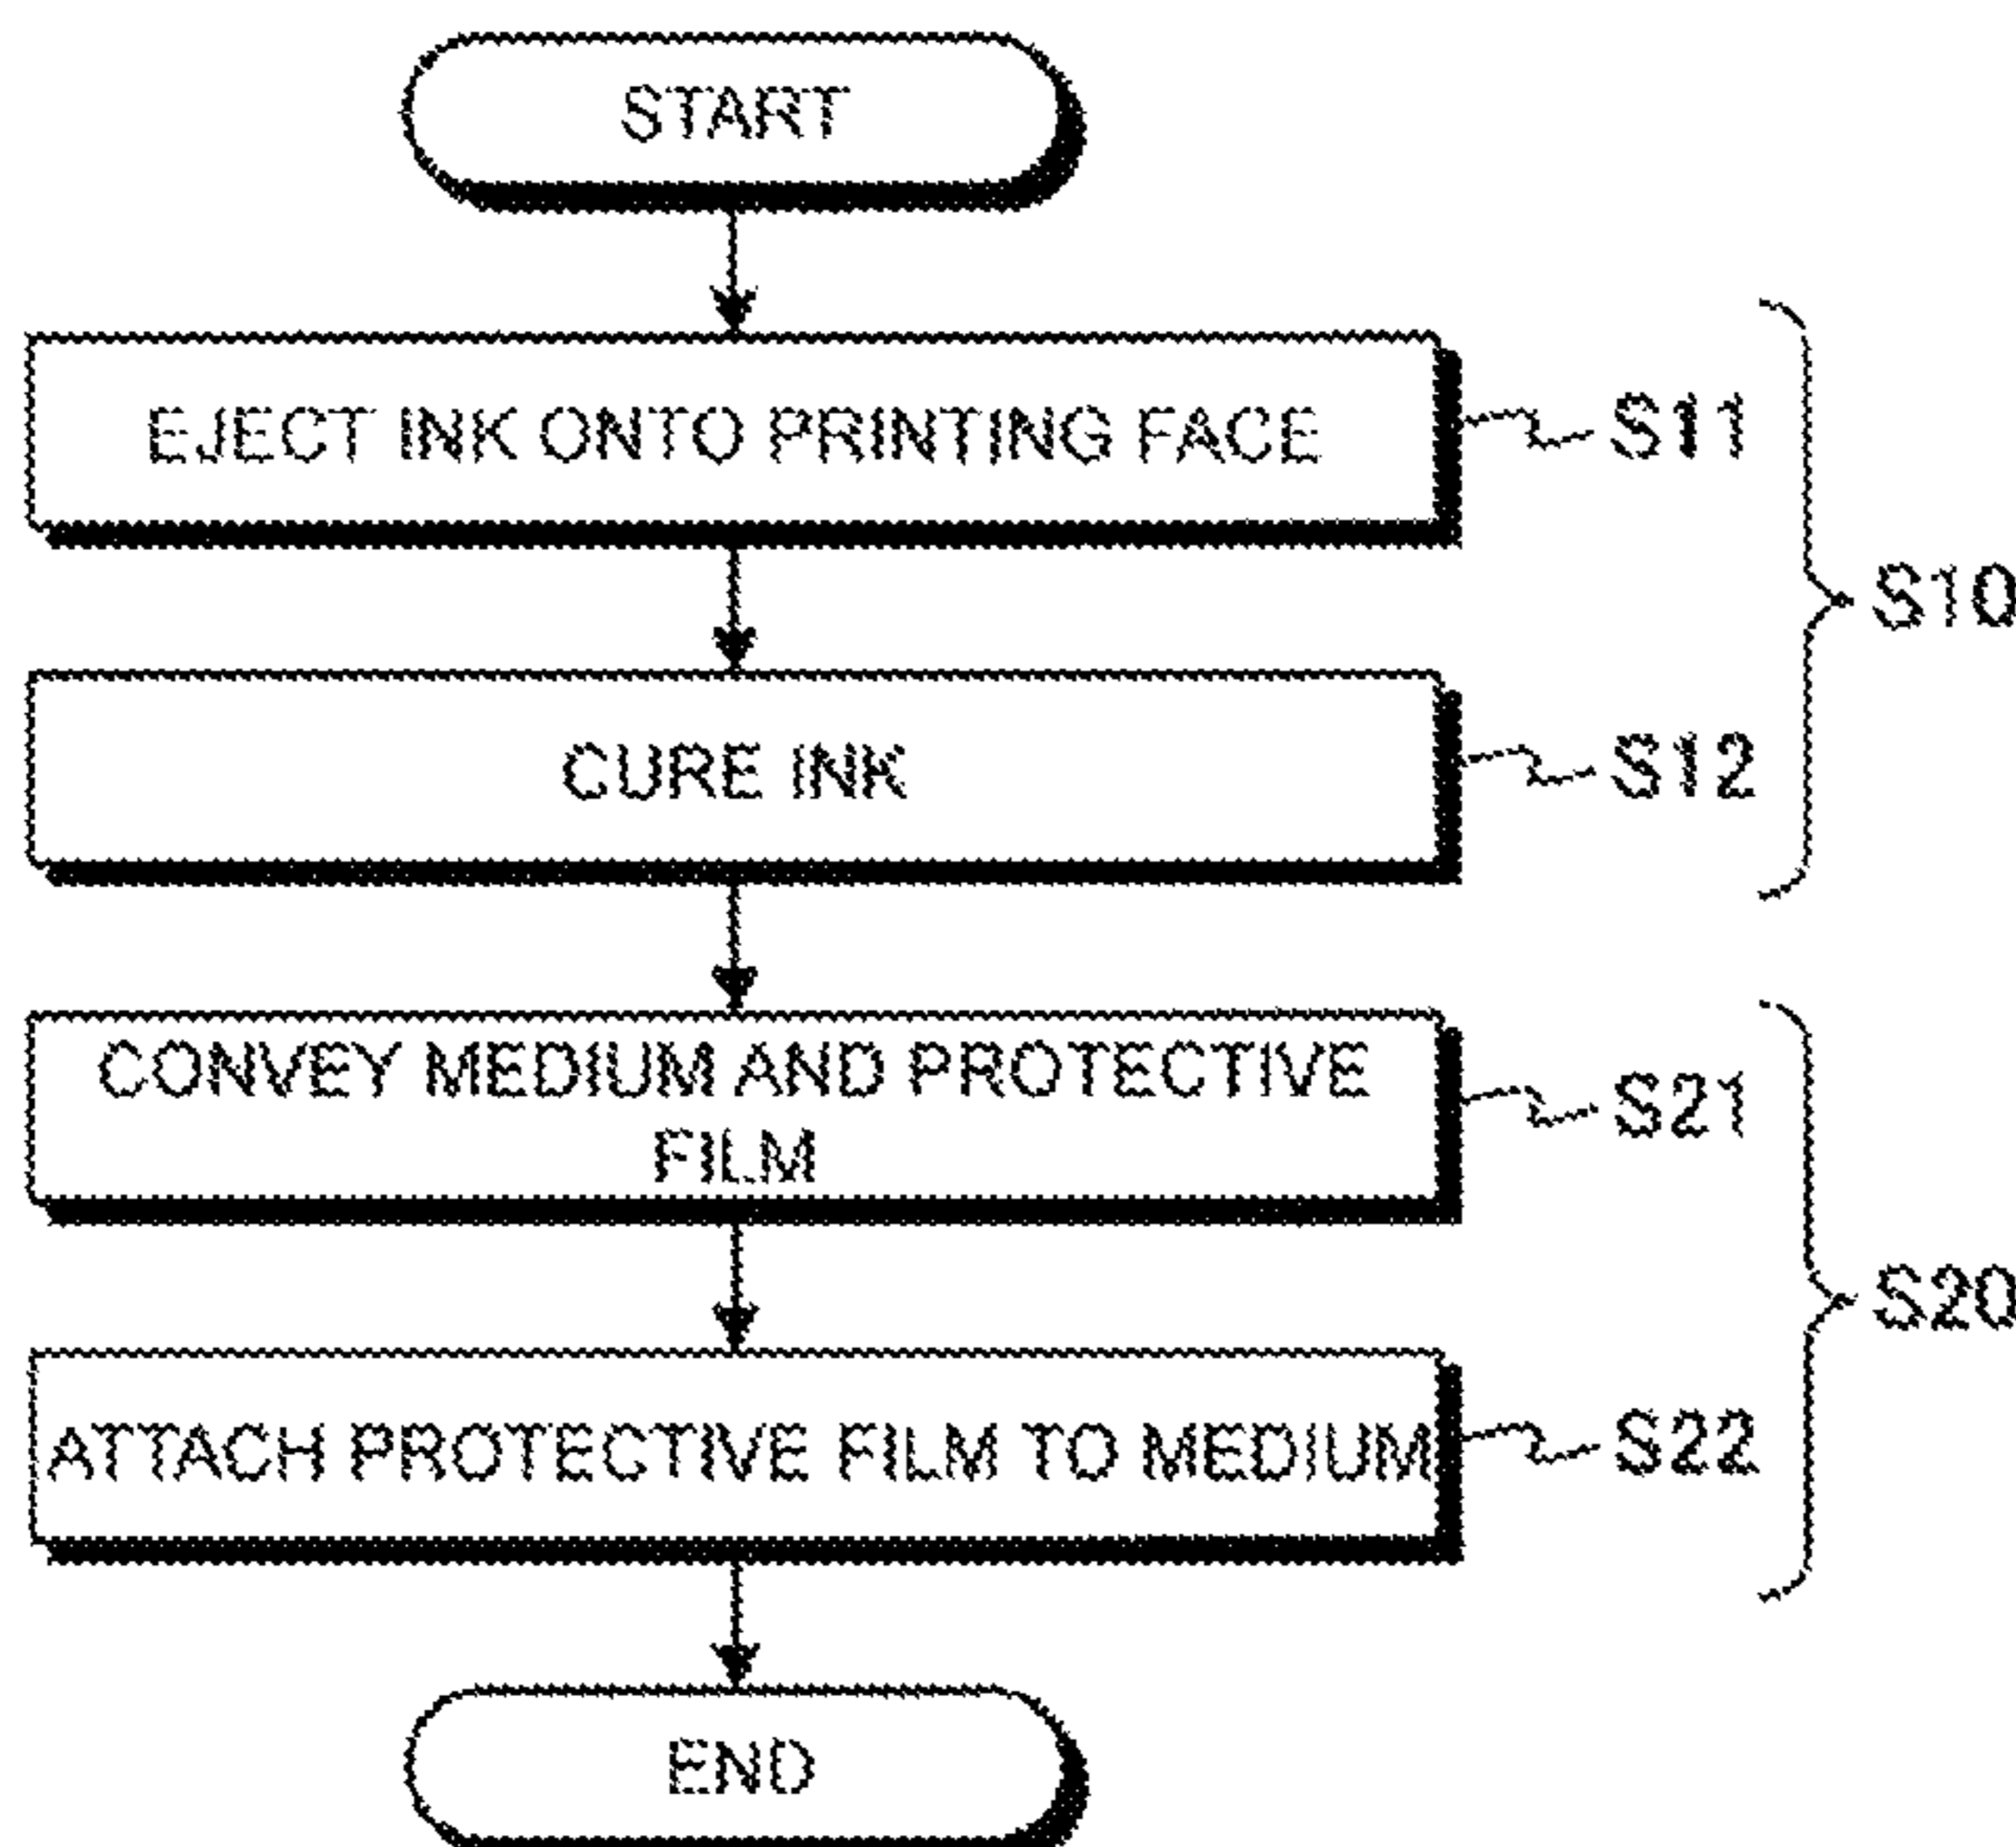 START
EJECT INK ONTO PRINTING FACE
S11
S10
CURE INK
S12
CONVEY MEDIUM AND PROTECTIVE
FILM
S21
S20
ATTACH PROTECTIVE FILM TO MEDIUM
S22
END